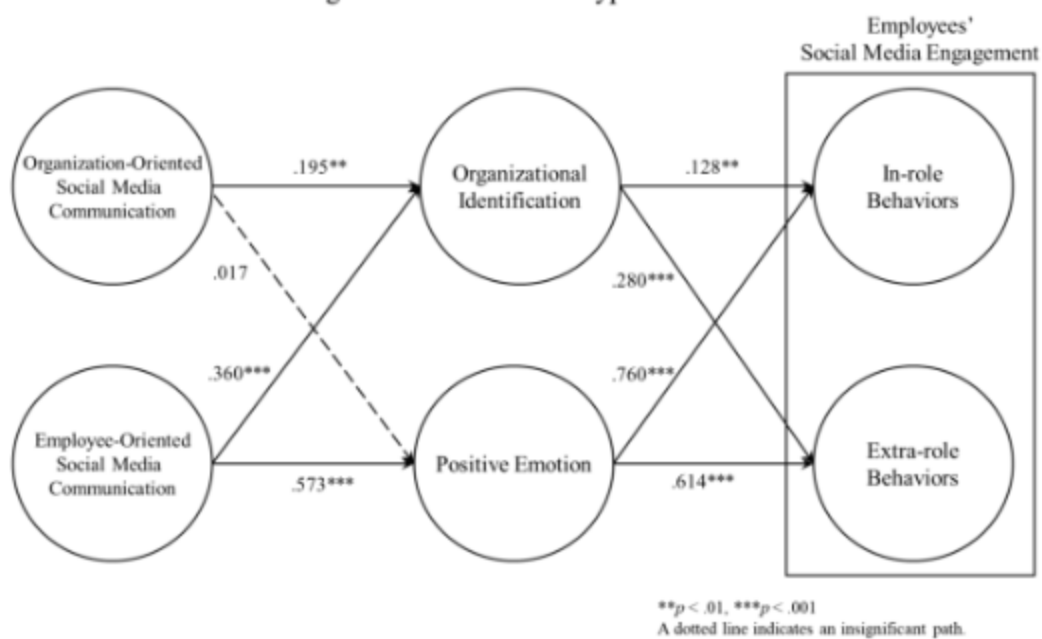 Employees'
Social Media Engagement
Organization-Oriented
Social Media
Communication
.195**
Organizational
Identification
.128**
In-role
Behaviors
.017
.280***
.360***
.760***
Employee-Oriented
Social Media
Communication
.573***
Positive Emotion
.614***
Extra-role
Behaviors
**p < .01, ***p < .001
A dotted line indicates an insignificant path.